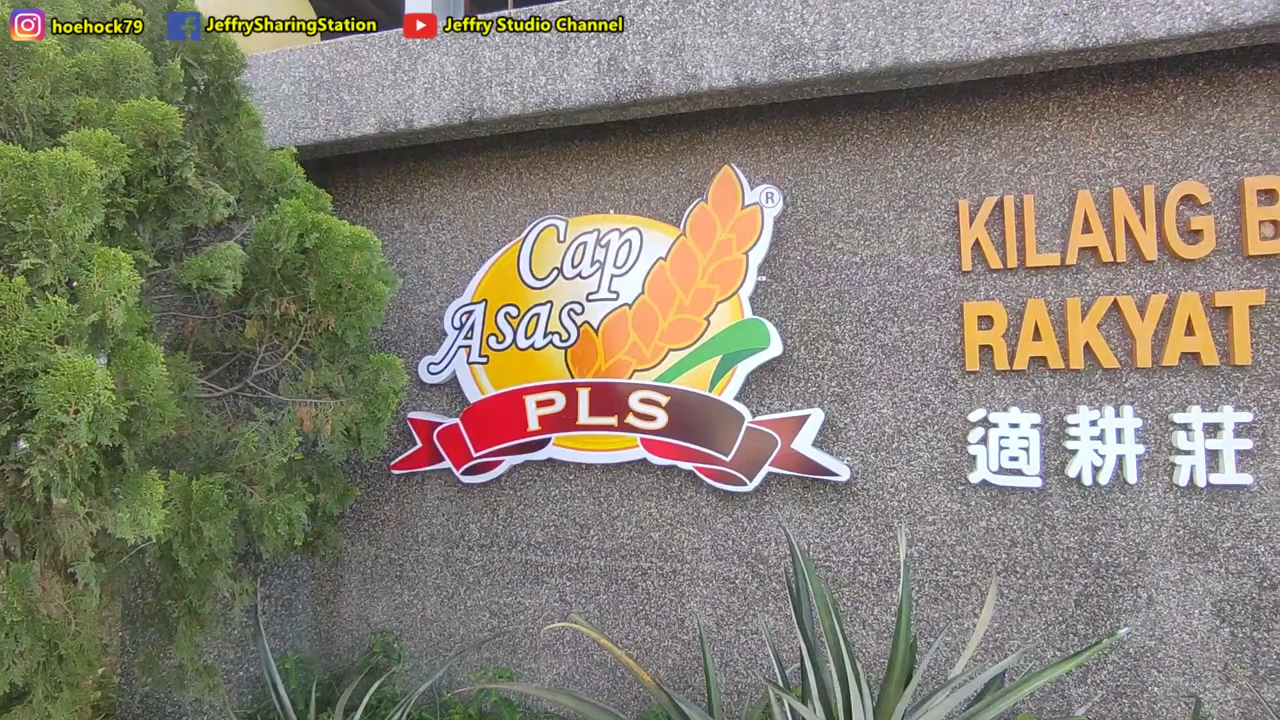 hoehock79 JeffrySharingStation Jeffry Studio Channel
Cap
Asas
®
PLS
KILANG B
RAKYAT
適耕莊